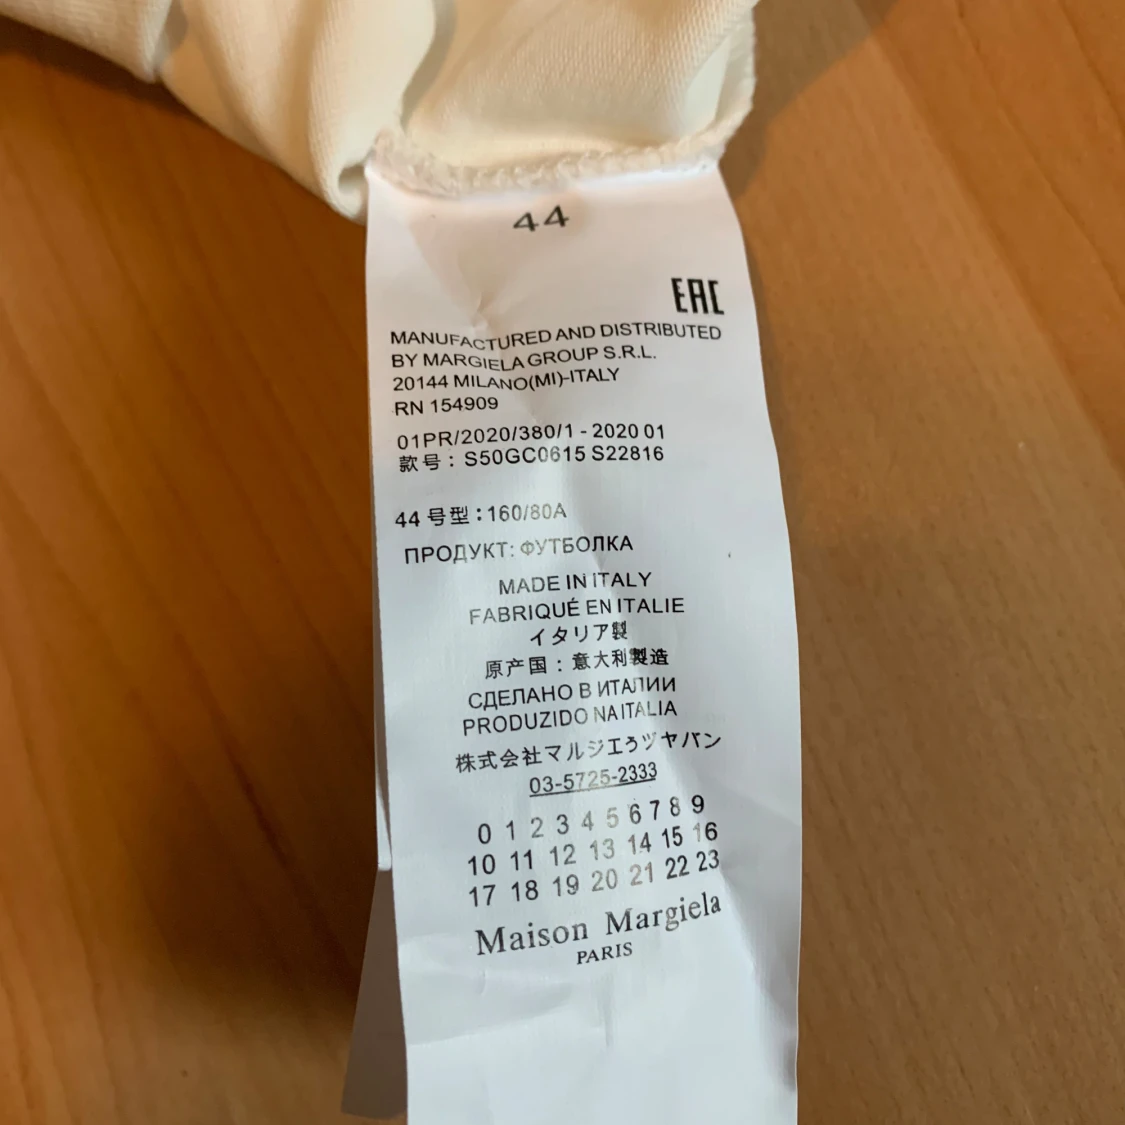 44
EAC
MANUFACTURED AND DISTRIBUTED
BY MARGIELA GROUP S.R.L.
20144 MILANO(MI)-ITALY
RN 154909
01PR/2020/380/1 - 2020 01
款号：S50GC0615 S22816
44 号型：160/80A
ПРОДУКТ: ФУТБОЛКА
MADE IN ITALY
FABRIQUÉ EN ITALIE
イタリア製
原产国：意大利製造
СДЕЛАНО В ИТАЛИИ
PRODUZIDO NA ITALIA
株式会社マルジエうヅヤバン
03-5725-2333
0 1 2 3 4 5 6 7 8 9
10 11 12 13 14 15 16
17 18 19 20 21 22 23
Maison Margiela
PARIS